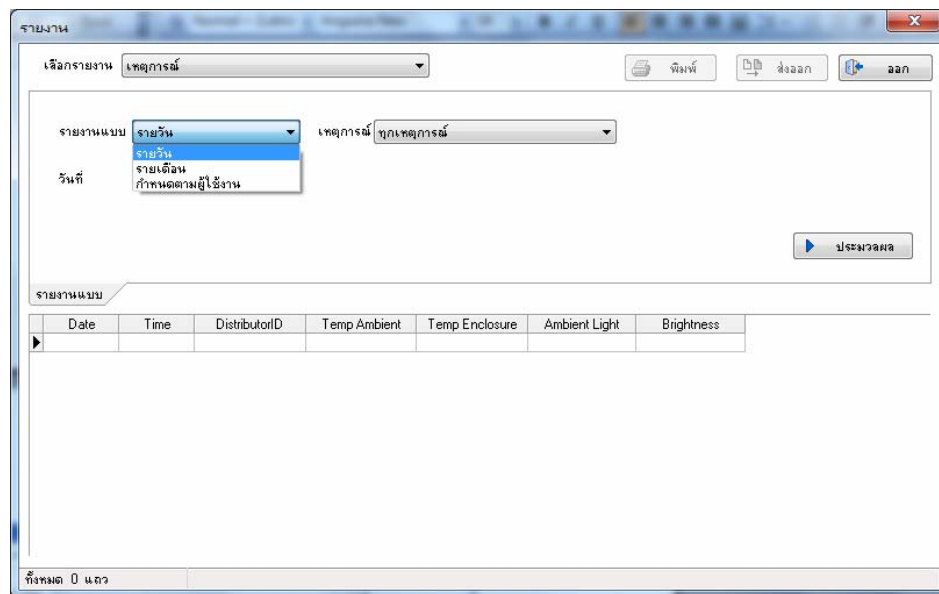 รายงาน
เลือกรายงาน เหตุการณ์ พิมพ์ ส่งออก ออก
รายงานแบบ รายวัน เหตุการณ์ ทุกเหตุการณ์
รายวัน
รายเดือน
วันที่ กำหนดตามผู้ใช้งาน
ประมวลผล
รายงานแบบ
Date Time DistributorID Temp Ambient Temp Enclosure Ambient Light Brightness
ทั้งหมด 0 แถว